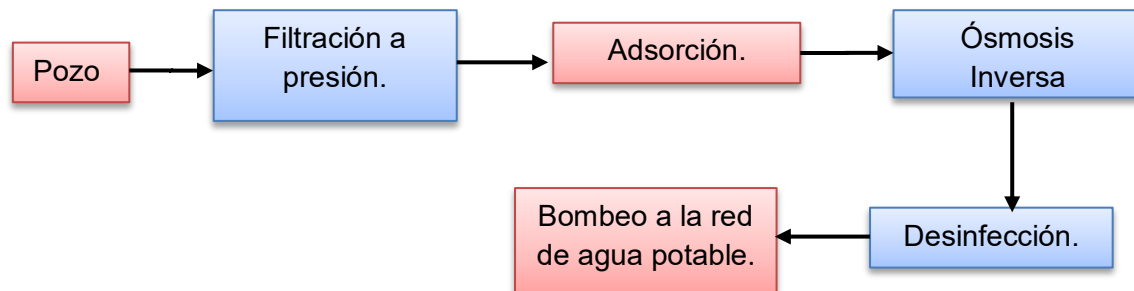 Pozo
Filtración a
presión.
Adsorción.
Ósmosis
Inversa
Desinfección.
Bombeo a la red
de agua potable.